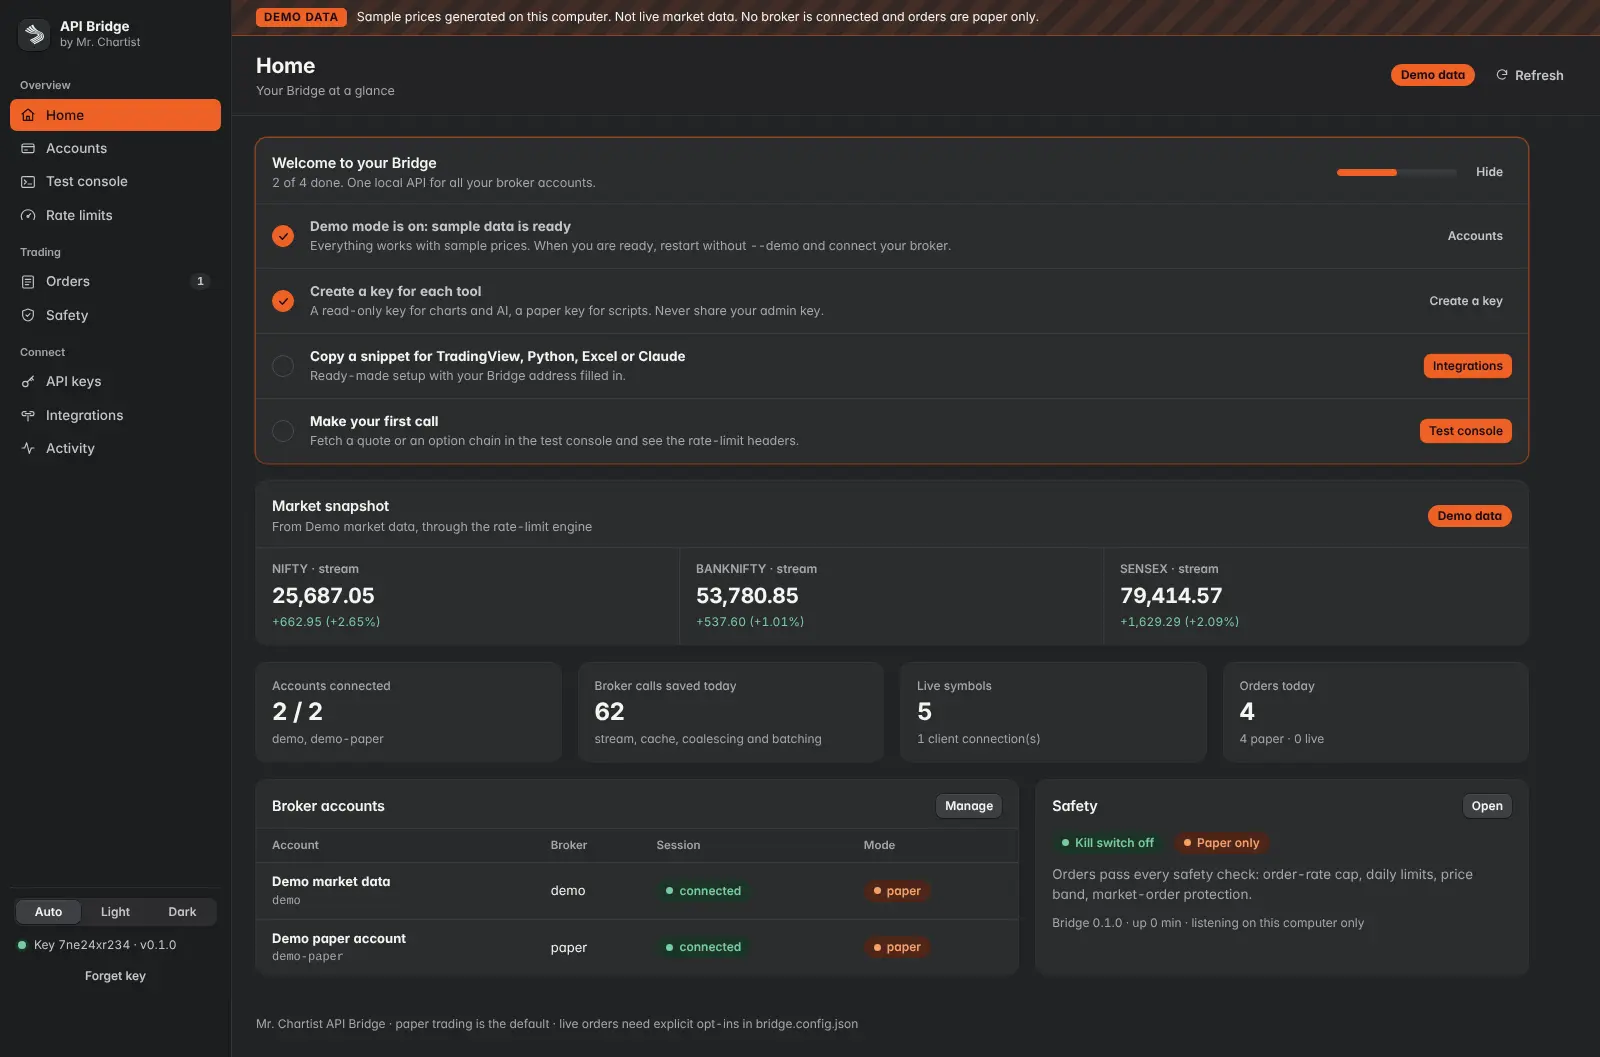 API Bridge
by Mr. Chartist
Overview
Home
Accounts
Test console
Rate limits
Trading
Orders 1
Safety
Connect
API keys
Integrations
Activity
Auto Light Dark
Key 7ne24xr234 · v0.1.0
Forget key
DEMO DATA Sample prices generated on this computer. Not live market data. No broker is connected and orders are paper only.
Home
Your Bridge at a glance
Demo data Refresh
Welcome to your Bridge
2 of 4 done. One local API for all your broker accounts.
Hide
Demo mode is on: sample data is ready
Everything works with sample prices. When you are ready, restart without --demo and connect your broker.
Accounts
Create a key for each tool
A read-only key for charts and AI, a paper key for scripts. Never share your admin key.
Create a key
Copy a snippet for TradingView, Python, Excel or Claude
Ready-made setup with your Bridge address filled in.
Integrations
Make your first call
Fetch a quote or an option chain in the test console and see the rate-limit headers.
Test console
Market snapshot
From Demo market data, through the rate-limit engine
Demo data
NIFTY · stream
25,687.05
+662.95 (+2.65%)
BANKNIFTY · stream
53,780.85
+537.60 (+1.01%)
SENSEX · stream
79,414.57
+1,629.29 (+2.09%)
Accounts connected
2 / 2
demo, demo-paper
Broker calls saved today
62
stream, cache, coalescing and batching
Live symbols
5
1 client connection(s)
Orders today
4
4 paper · 0 live
Broker accounts
Manage
Account Broker Session Mode
Demo market data
demo
demo connected paper
Demo paper account
demo-paper
paper connected paper
Safety
Open
Kill switch off Paper only
Orders pass every safety check: order-rate cap, daily limits, price
band, market-order protection.
Bridge 0.1.0 · up 0 min · listening on this computer only
Mr. Chartist API Bridge · paper trading is the default · live orders need explicit opt-ins in bridge.config.json